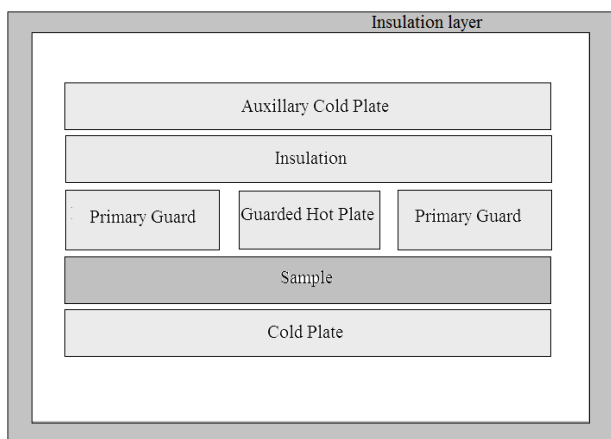 Insulation layer
Auxillary Cold Plate
Insulation
Primary Guard
Guarded Hot Plate
Primary Guard
Sample
Cold Plate